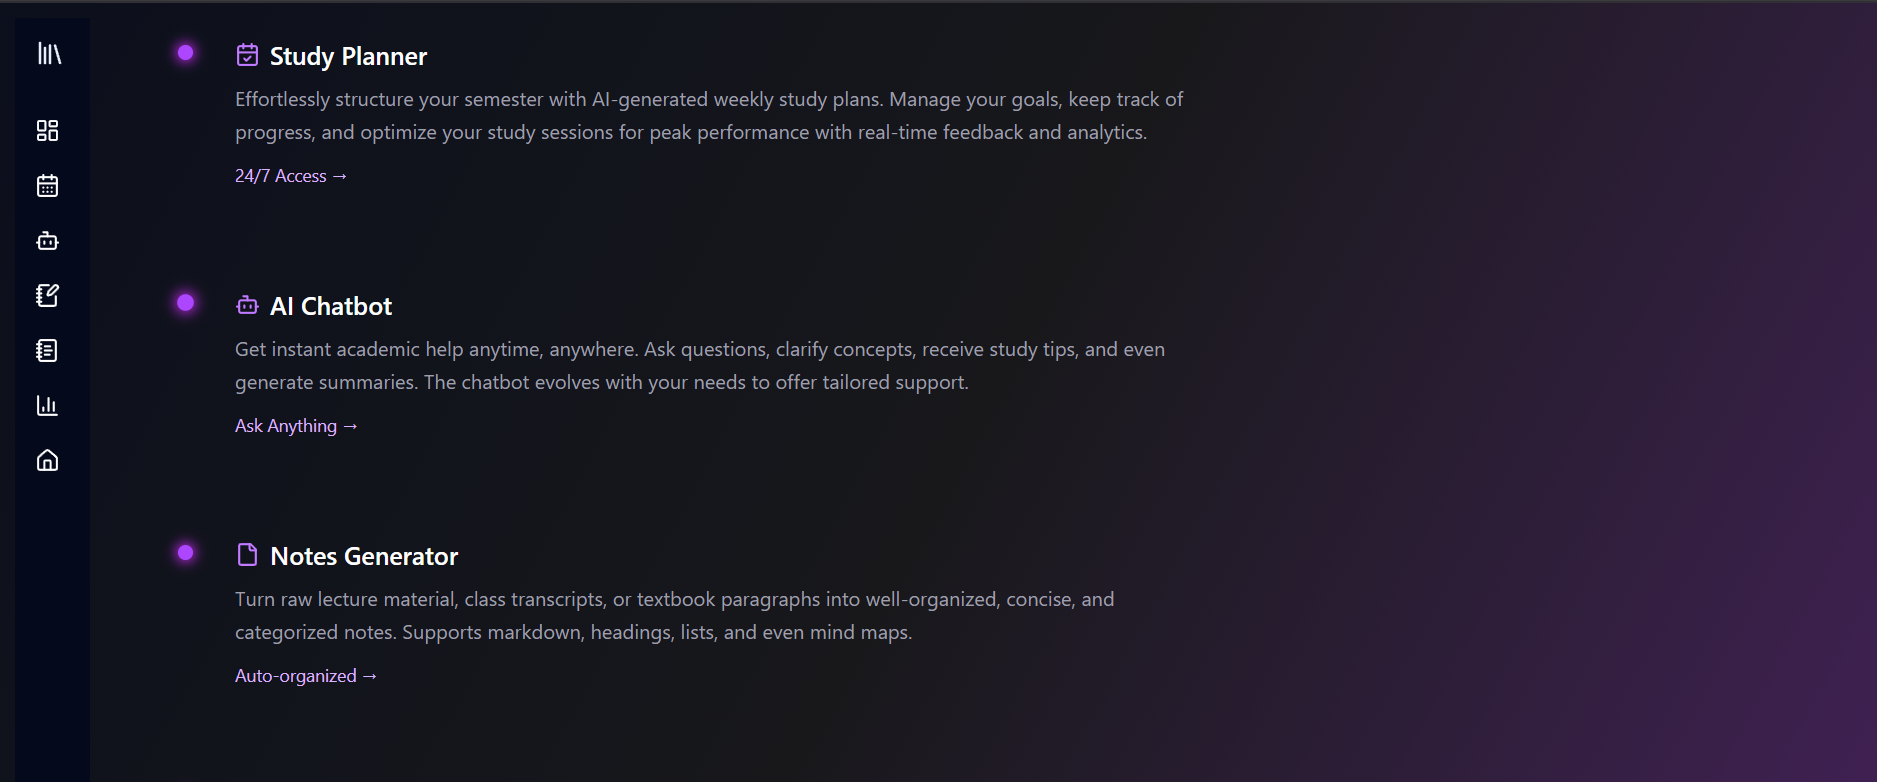 Study Planner
Effortlessly structure your semester with AI-generated weekly study plans. Manage your goals, keep track of
progress, and optimize your study sessions for peak performance with real-time feedback and analytics.
24/7 Access →
AI Chatbot
Get instant academic help anytime, anywhere. Ask questions, clarify concepts, receive study tips, and even
generate summaries. The chatbot evolves with your needs to offer tailored support.
Ask Anything →
Notes Generator
Turn raw lecture material, class transcripts, or textbook paragraphs into well-organized, concise, and
categorized notes. Supports markdown, headings, lists, and even mind maps.
Auto-organized →